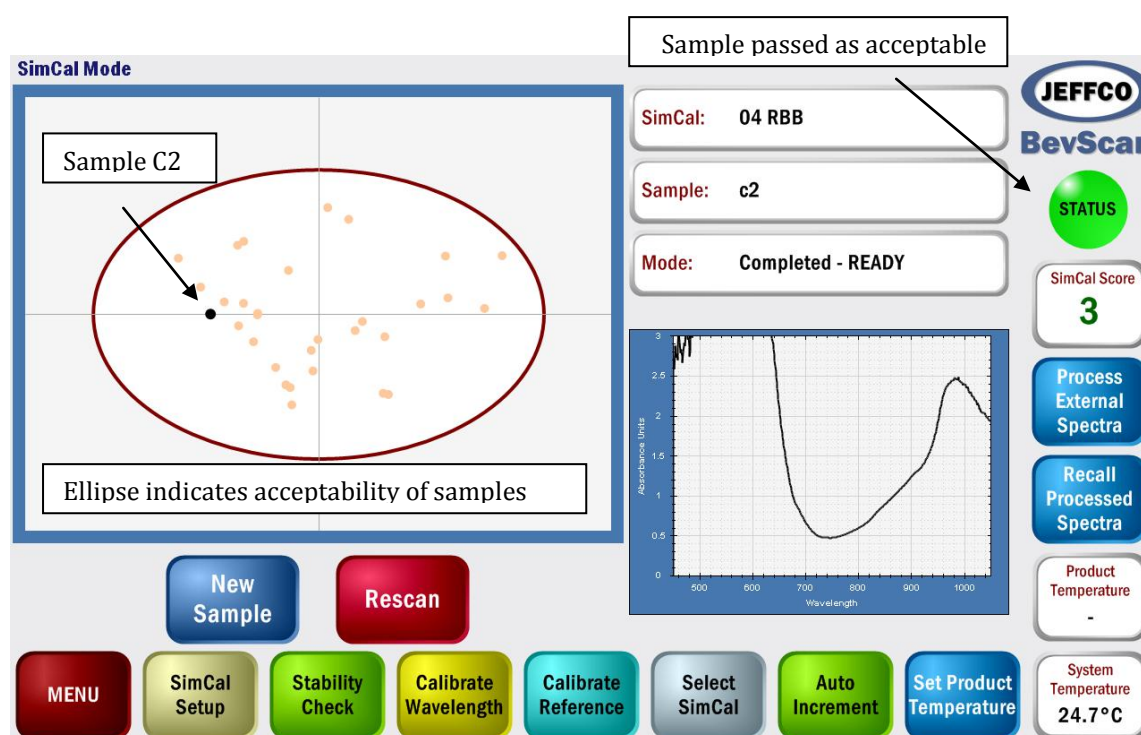 Sample passed as acceptable
SimCal Mode
Sample C2
Ellipse indicates acceptability of samples
SimCal: 04 RBB
Sample: c2
Mode: Completed - READY
JEFFCO
BevScan
STATUS
SimCal Score
3
3
2.5
2
1.5
1
0.5
0
Absorbance Units
500 600 700 800 900 1000
Wavelength
Process
External
Spectra
Recall
Processed
Spectra
Product
Temperature
-
New
Sample
Rescan
MENU
SimCal
Setup
Stability
Check
Calibrate
Wavelength
Calibrate
Reference
Select
SimCal
Auto
Increment
Set Product
Temperature
System
Temperature
24.7°C